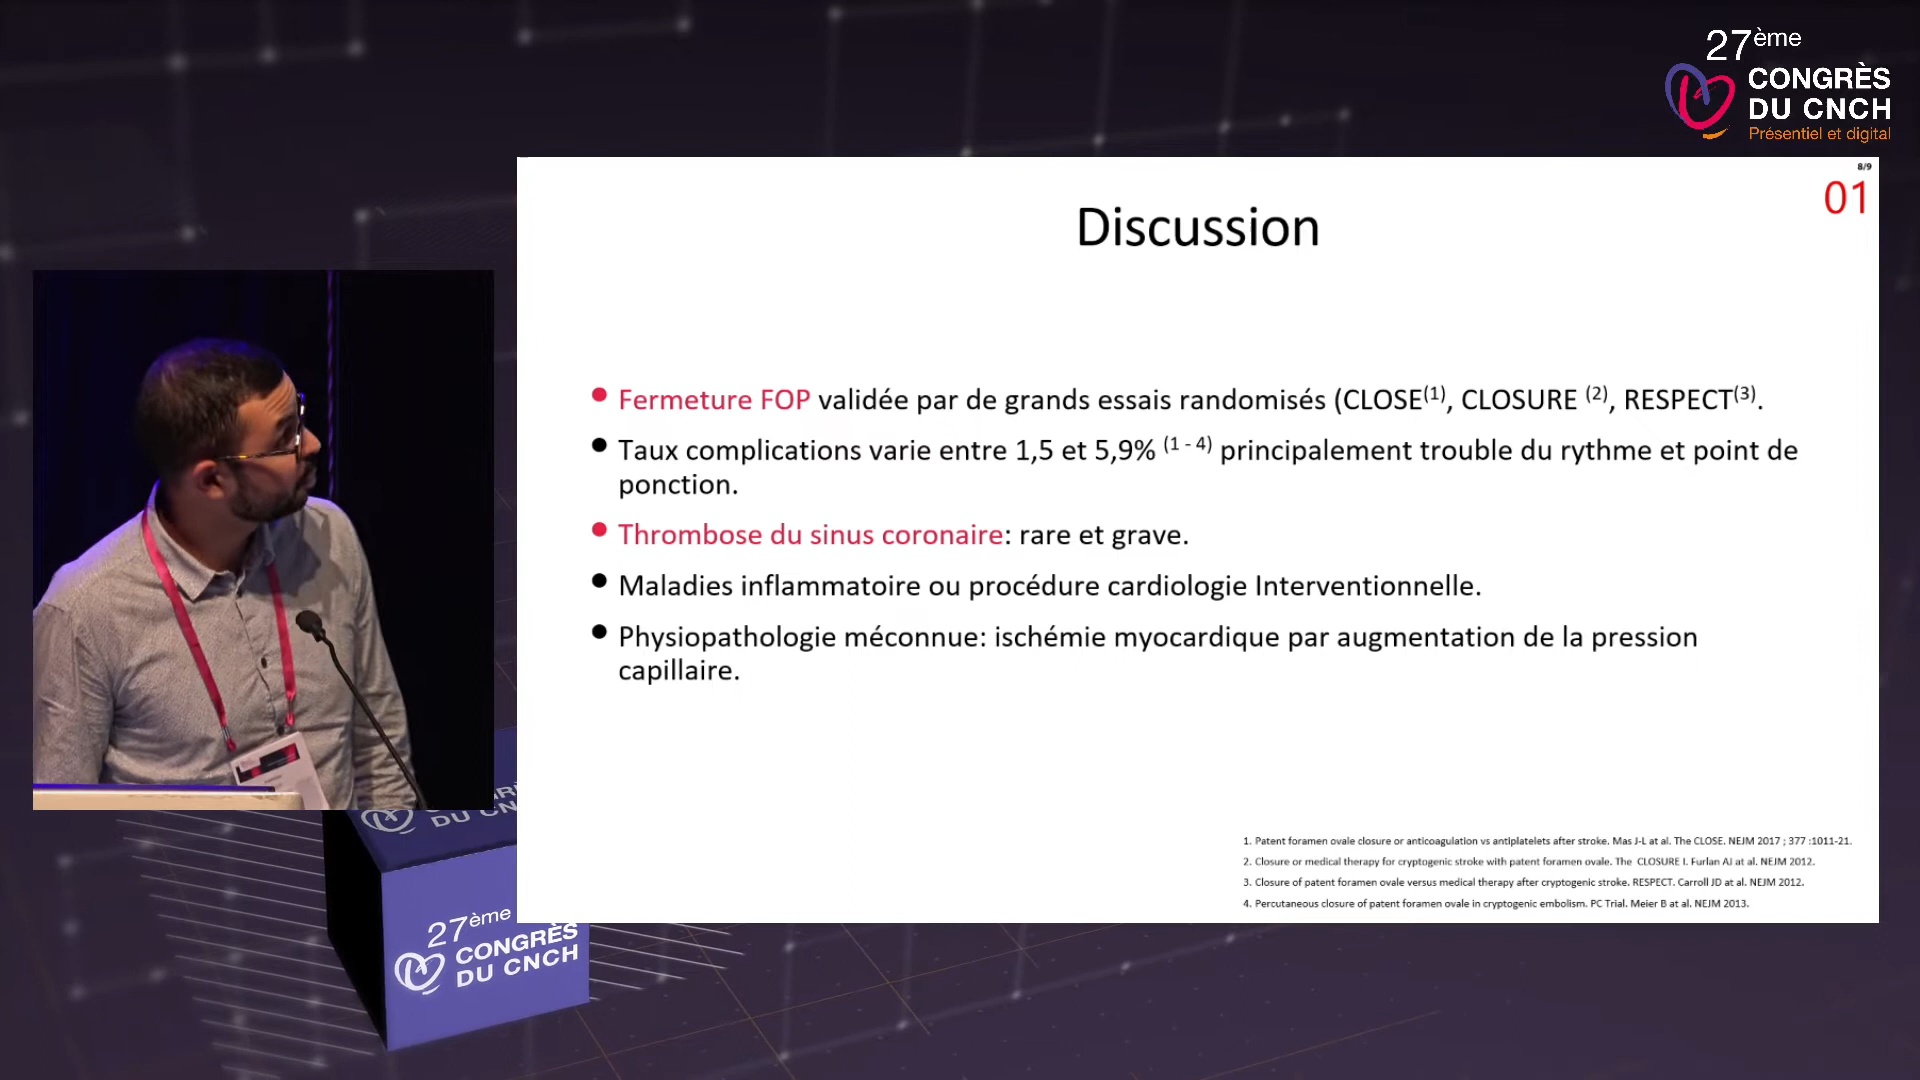 27ème
CONGRÈS
DU CNCH
Présentiel et digital
8/9
01
Discussion
• Fermeture FOP validée par de grands essais randomisés (CLOSE(1), CLOSURE (2), RESPECT(3).
• Taux complications varie entre 1,5 et 5,9% (1 - 4) principalement trouble du rythme et point de
ponction.
• Thrombose du sinus coronaire: rare et grave.
• Maladies inflammatoire ou procédure cardiologie Interventionnelle.
• Physiopathologie méconnue: ischémie myocardique par augmentation de la pression
capillaire.
1. Patent foramen ovale closure or anticoagulation vs antiplatelets after stroke. Mas J-L at al. The CLOSE. NEJM 2017 ; 377 :1011-21.
2. Closure or medical therapy for cryptogenic stroke with patent foramen ovale. The CLOSURE I. Furlan AJ at al. NEJM 2012.
3. Closure of patent foramen ovale versus medical therapy after cryptogenic stroke. RESPECT. Carroll JD at al. NEJM 2012.
4. Percutaneous closure of patent foramen ovale in cryptogenic embolism. PC Trial. Meier B at al. NEJM 2013.
DU CN
27ème
CONGRÈS
DU CNCH